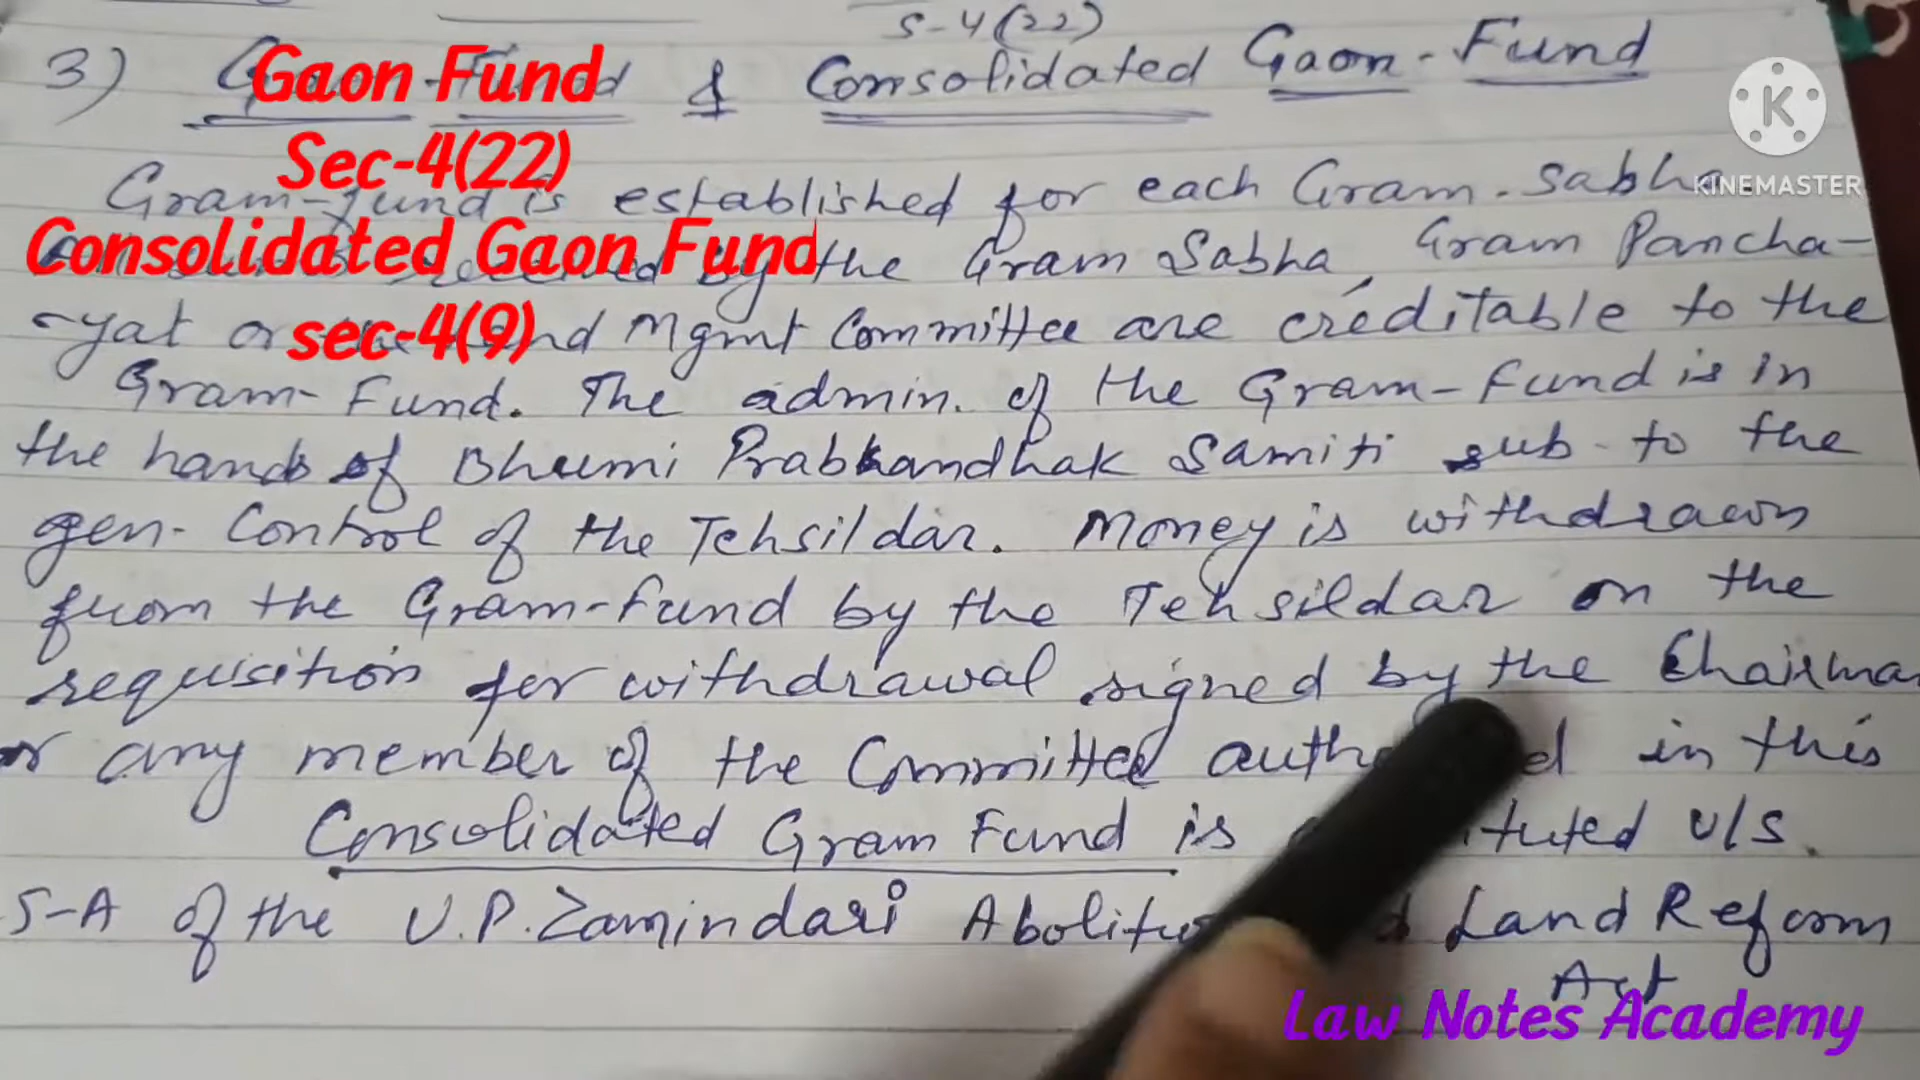 S-4(22)
3) Gaon Fund & Consolidated Gaon-Fund
Gaon Fund
Sec-4(22)
Consolidated Gaon Fund
sec-4(9)
KINEMASTER
Gram-fund is established for each Gram-Sabha.
received by the Gram Sabha, Gram Pancha-
-yat or the Land Mgmt Committee are creditable to the
Gram-Fund. The admin. of the Gram-Fund is in
the hands of Bhumi Prabhandhak Samiti sub- to the
gen- Control of the Tehsildar. Money is withdrawn
from the Gram-Fund by the Tehsildar on the
requisition for withdrawal signed by the Chairma
or any member of the Committee in this
Consolidated Gram Fund is U/S.
5-A of the U.P. Zamindari Land Reform
Act
Law Notes Academy